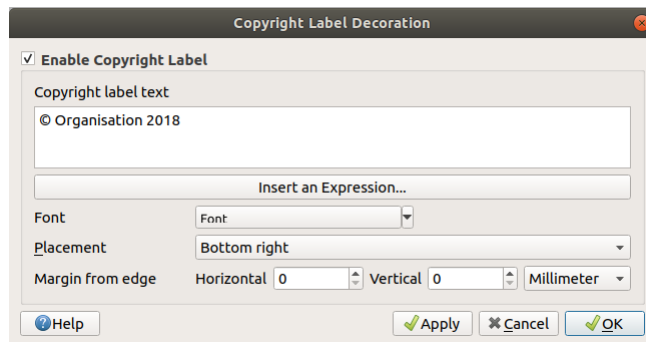 Copyright Label Decoration
Enable Copyright Label
Copyright label text
© Organisation 2018
Insert an Expression...
Font Font
Placement Bottom right
Margin from edge Horizontal 0 Vertical 0 Millimeter
Help Apply Cancel OK